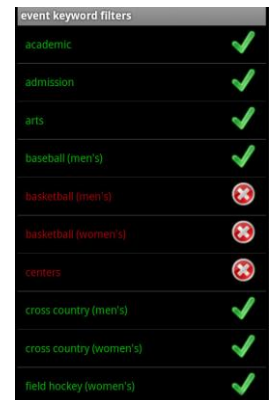 event keyword filters
academic
admission
arts
baseball (men's)
basketball (men's)
basketball (women's)
centers
cross country (men's)
cross country (women's)
field hockey (women's)